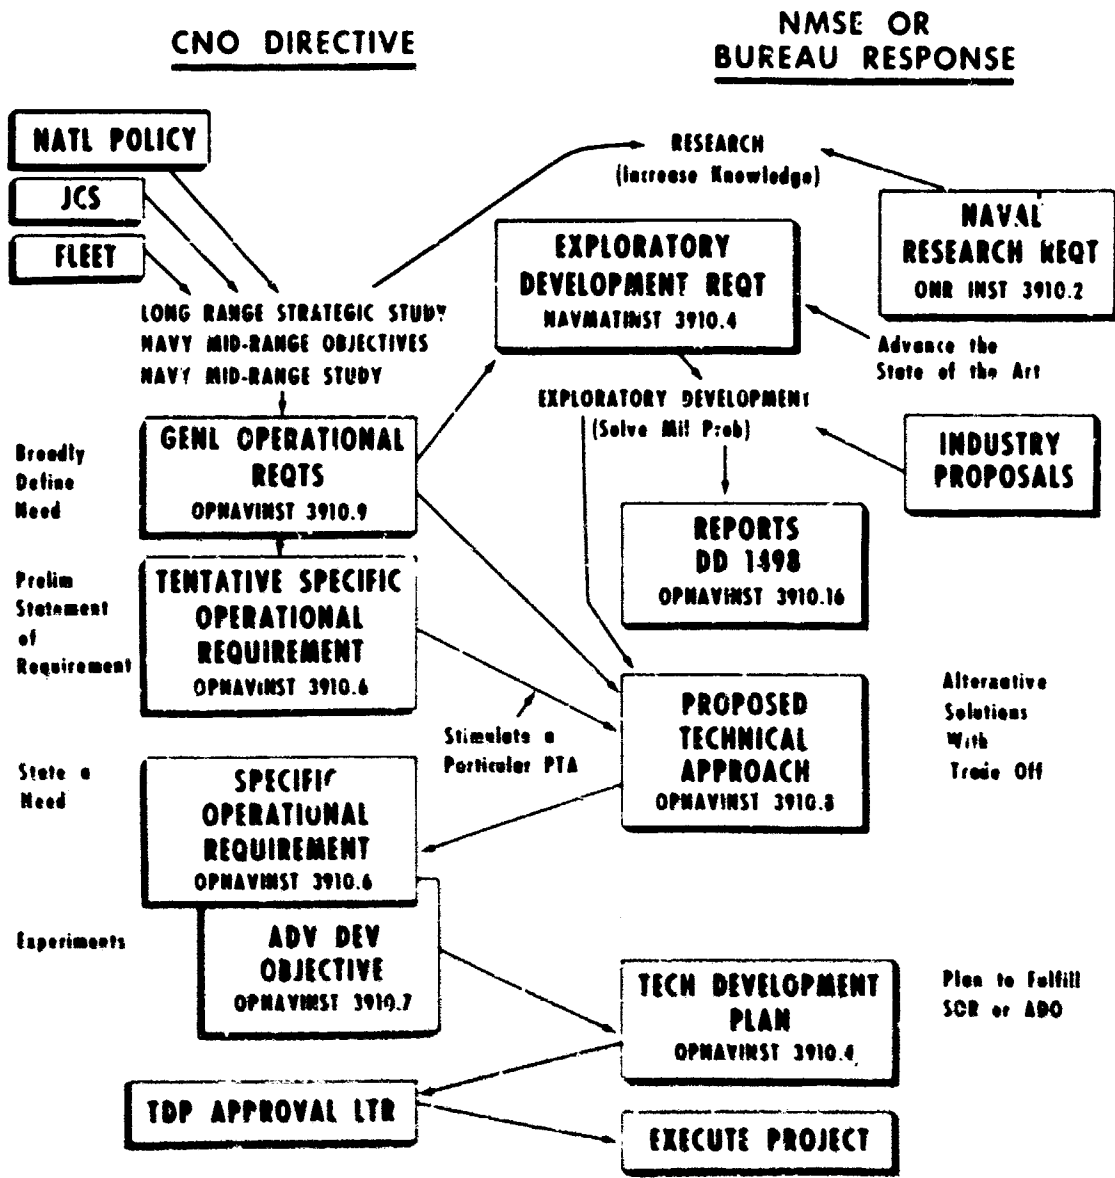 CNO DIRECTIVE
NMSE OR
BUREAU RESPONSE
NATL POLICY
JCS
FLEET
RESEARCH
(Increase Knowledge)
NAVAL
RESEARCH REQT
ONR INST 3910.2
EXPLORATORY
DEVELOPMENT REQT
NAVMATINST 3910.4
LONG RANGE STRATEGIC STUDY
NAVY MID-RANGE OBJECTIVES
NAVY MID-RANGE STUDY
Advance the
State of the Art
EXPLORATORY DEVELOPMENT
(Solve Mil Prob)
INDUSTRY
PROPOSALS
Broadly
Define
Need
GENL OPERATIONAL
REQTS
OPNAVINST 3910.9
REPORTS
DD 1498
OPNAVINST 3910.16
Prelim
Statement
of
Requirement
TENTATIVE SPECIFIC
OPERATIONAL
REQUIREMENT
OPNAVINST 3910.6
Stimulate a
Particular PTA
PROPOSED
TECHNICAL
APPROACH
OPNAVINST 3910.8
Alternative
Solutions
With
Trade Off
State a
Need
SPECIFIC
OPERATIONAL
REQUIREMENT
OPNAVINST 3910.6
Experiments
ADV DEV
OBJECTIVE
OPNAVINST 3910.7
TECH DEVELOPMENT
PLAN
OPNAVINST 3910.4
Plan to Fulfill
SOR or ADO
TDP APPROVAL LTR
EXECUTE PROJECT